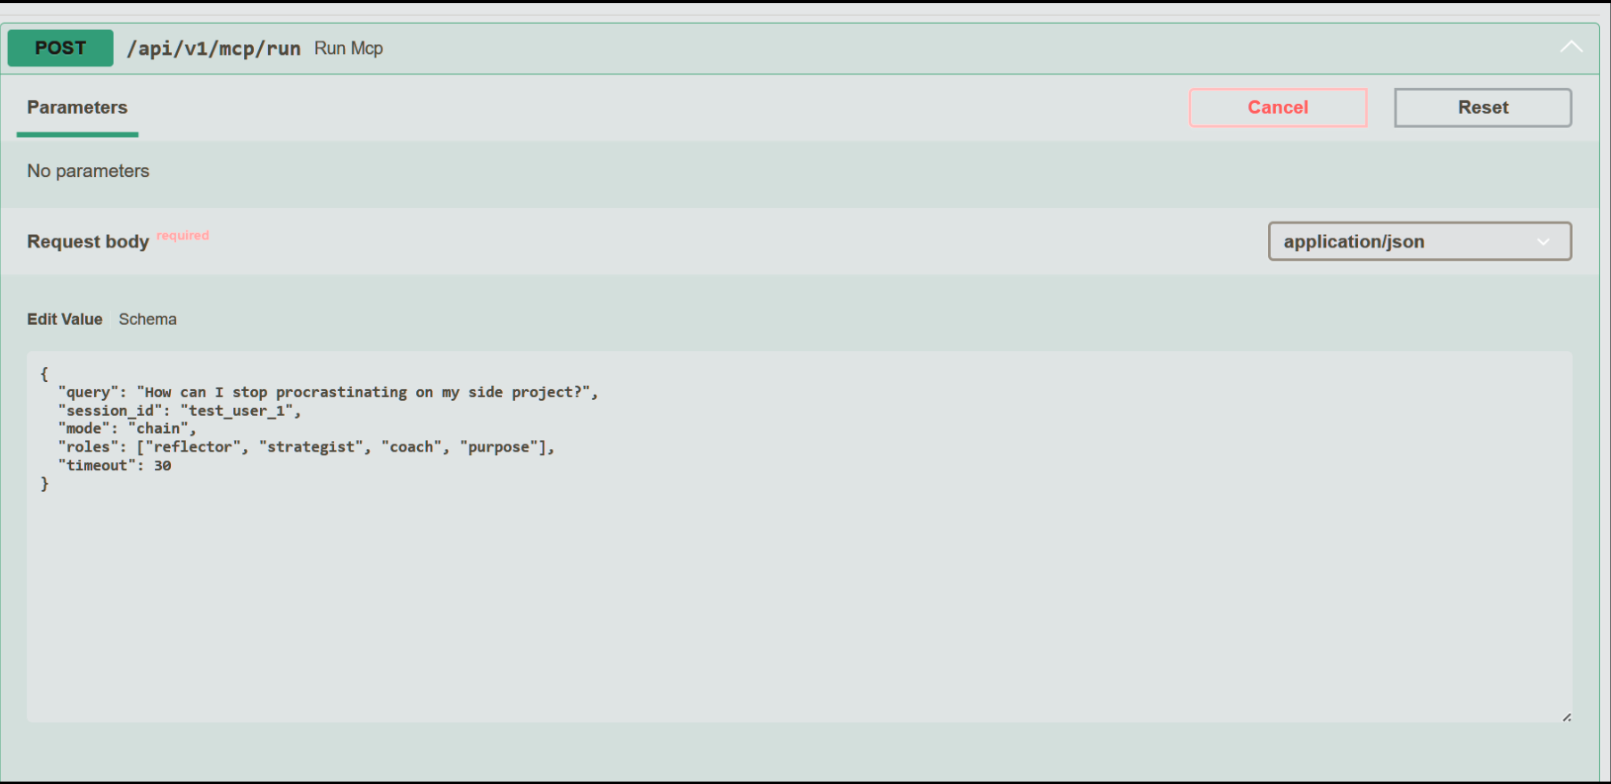 POST /api/v1/mcp/run Run Mcp
Parameters Cancel Reset
No parameters
Request body required application/json
Edit Value Schema
{
  "query": "How can I stop procrastinating on my side project?",
  "session_id": "test_user_1",
  "mode": "chain",
  "roles": ["reflector", "strategist", "coach", "purpose"],
  "timeout": 30
}